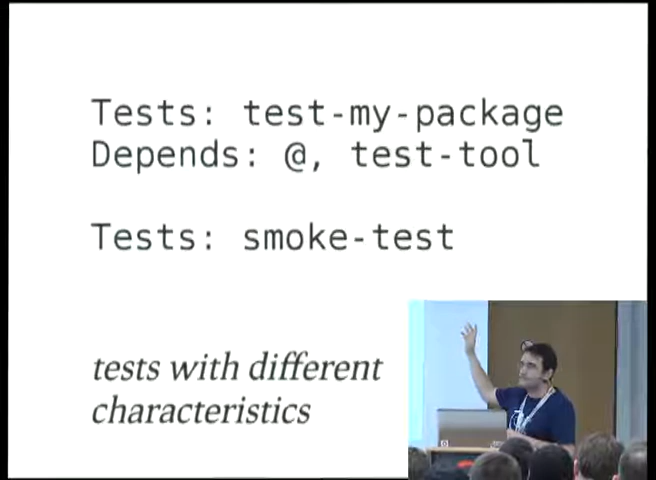 Tests: test-my-package
Depends: @, test-tool
Tests: smoke-test
tests with different
characteristics